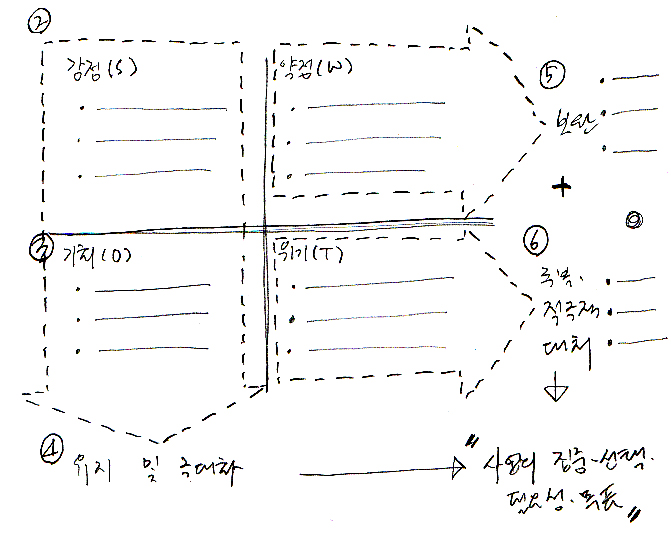 ②
강점(S)
약점(W)
⑤
보완
+
③
기회(O)
위기(T)
⑥
극복·
적극적
대처
④
유지 및 극대화
"사업의 집중·선택·
필요성·목표"